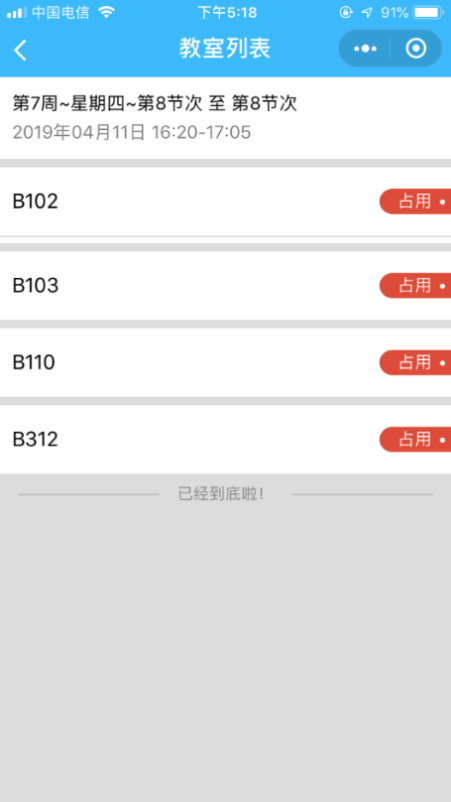 中国电信 下午5:18 91%
教室列表
第7周~星期四~第8节次 至 第8节次
2019年04月11日 16:20-17:05
B102 占用
B103 占用
B110 占用
B312 占用
已经到底啦!